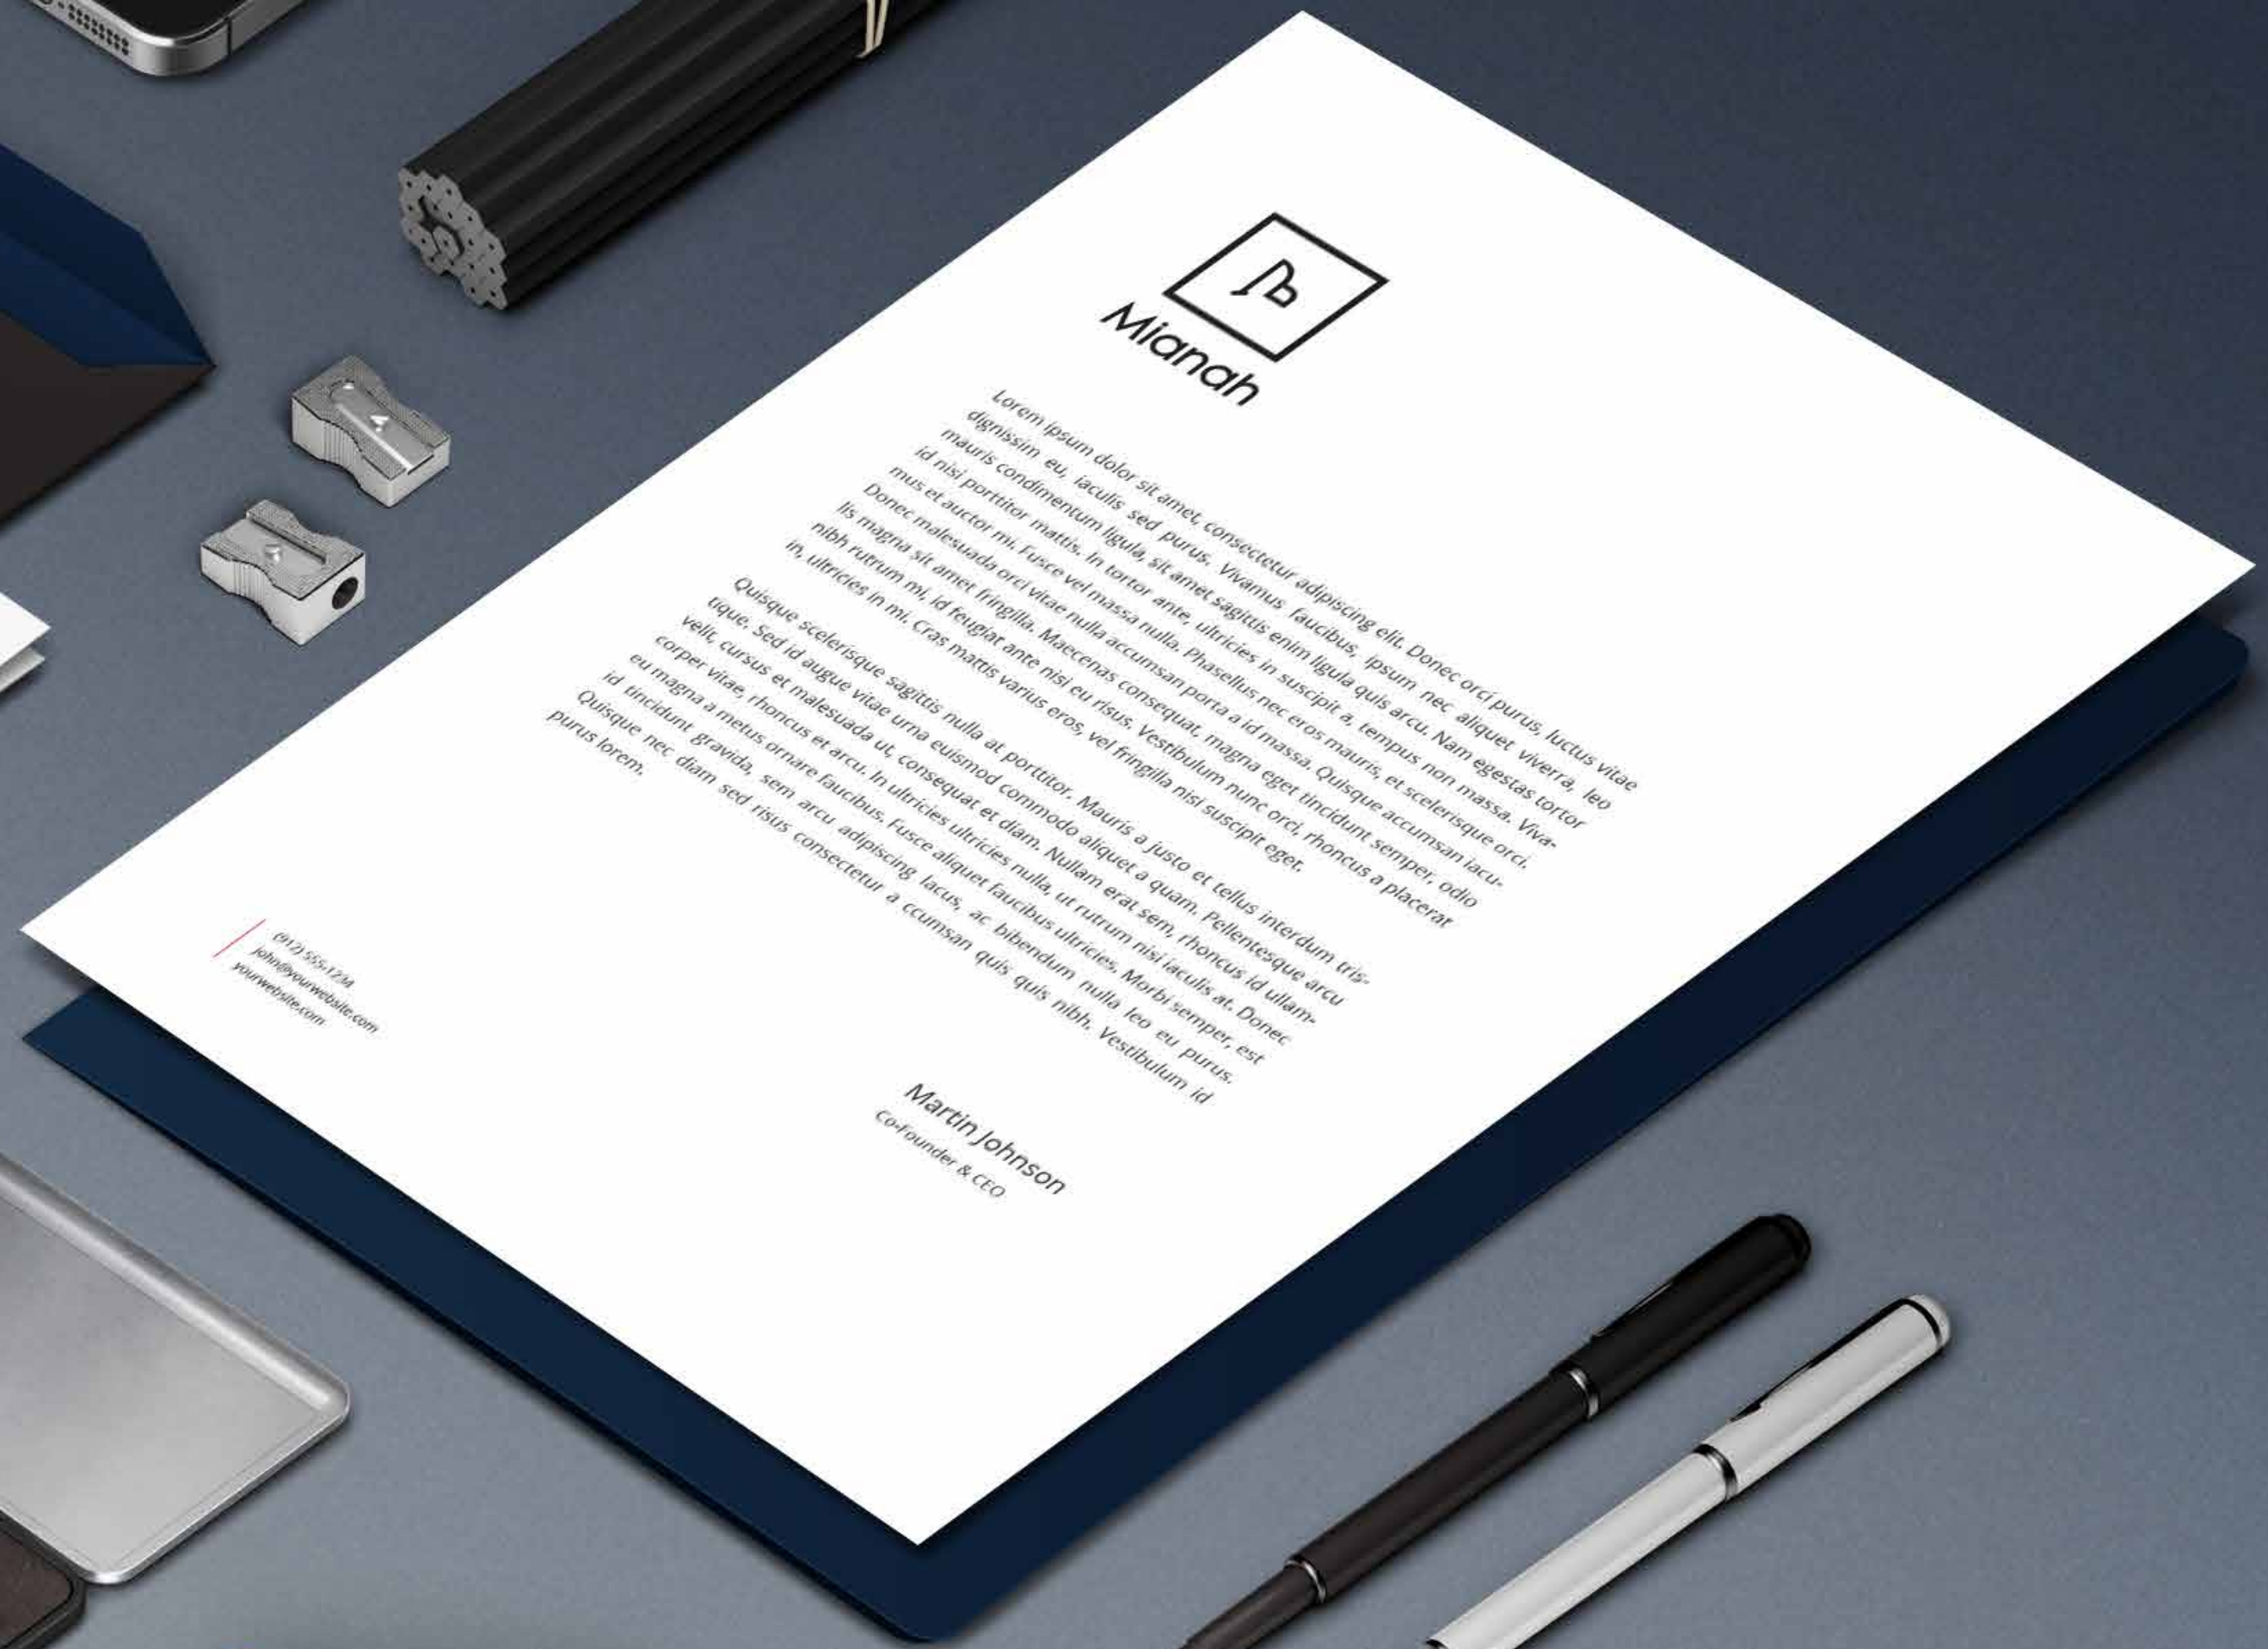 Mianah
Lorem ipsum dolor sit amet, consectetur adipiscing elit. Donec orci purus, luctus vitae
dignissim eu, iaculis sed purus. Vivamus faucibus, ipsum nec aliquet viverra, leo
mauris condimentum ligula, sit amet sagittis enim ligula quis arcu. Nam egestas tortor
id nisi porttitor mattis. In tortor ante, ultricies in suscipit a, tempus non massa. Viva-
mus et auctor mi. Fusce vel massa nulla. Phasellus nec eros mauris, et scelerisque orci.
Donec malesuada orci vitae nulla accumsan porta a id massa. Quisque accumsan iacu-
lis magna sit amet fringilla. Maecenas consequat, magna eget tincidunt semper, odio
nibh rutrum mi, id feugiat ante nisi eu risus. Vestibulum nunc orci, rhoncus a placerat
in, ultricies in mi. Cras mattis varius eros, vel fringilla nisi suscipit eget.
Quisque scelerisque sagittis nulla at porttitor. Mauris a justo et tellus interdum tris-
tique. Sed id augue vitae urna euismod commodo aliquet a quam. Pellentesque arcu
velit, cursus et malesuada ut, consequat et diam. Nullam erat sem, rhoncus id ullam-
corper vitae, rhoncus et arcu. In ultricies ultricies nulla, ut rutrum nisi iaculis at. Donec
eu magna a metus ornare faucibus. Fusce aliquet faucibus ultricies. Morbi semper, est
id tincidunt gravida, sem arcu adipiscing lacus, ac bibendum nulla leo eu purus.
Quisque nec diam sed risus consectetur a ccumsan quis quis nibh. Vestibulum id
purus lorem.
Martin Johnson
Co-Founder & CEO
(912) 555-1234
john@yourwebsite.com
yourwebsite.com